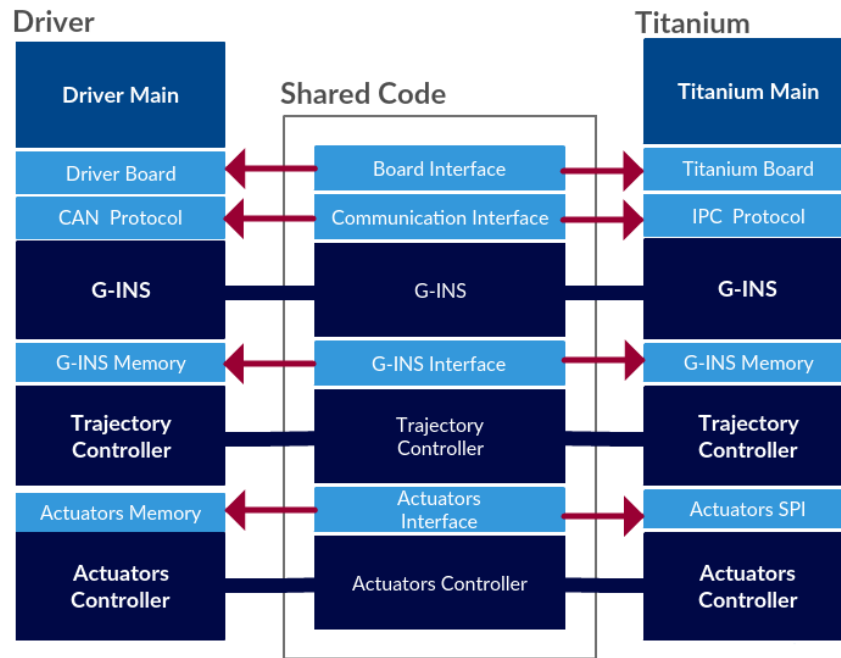 Driver
Driver Main
Driver Board
CAN Protocol
G-INS
G-INS Memory
Trajectory
Controller
Actuators Memory
Actuators
Controller
Shared Code
Board Interface
Communication Interface
G-INS
G-INS Interface
Trajectory
Controller
Actuators
Interface
Actuators Controller
Titanium
Titanium Main
Titanium Board
IPC Protocol
G-INS
G-INS Memory
Trajectory
Controller
Actuators SPI
Actuators
Controller